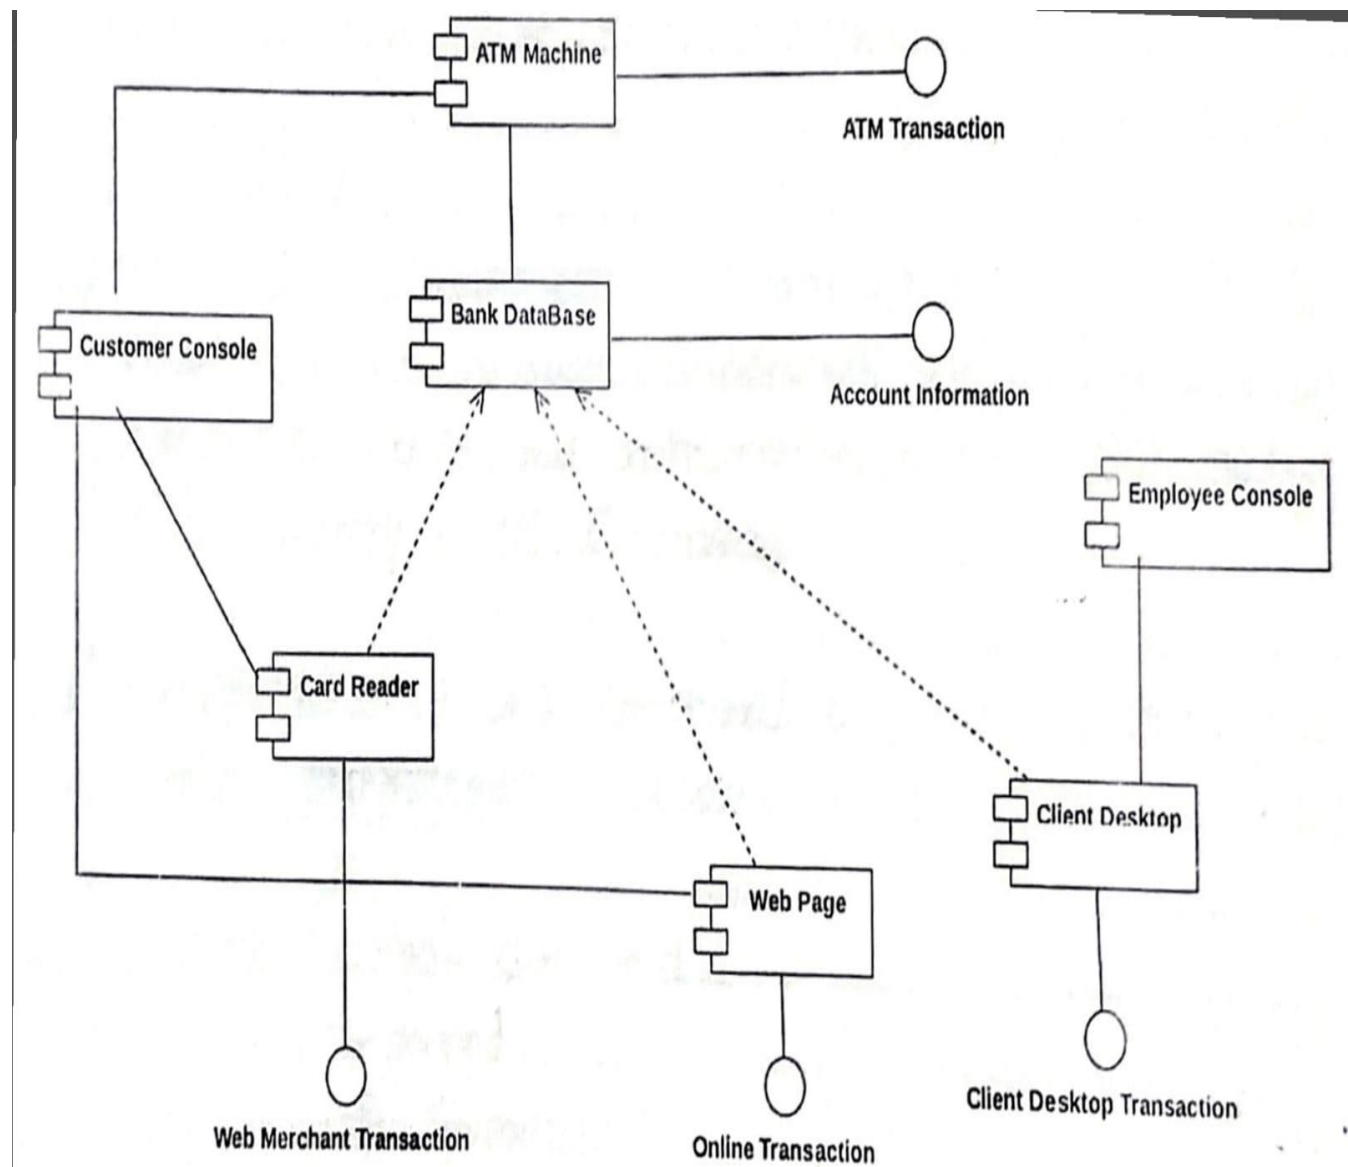 ATM Machine
ATM Transaction
Bank DataBase
Customer Console
Account Information
Employee Console
Card Reader
Client Desktop
Web Page
Client Desktop Transaction
Web Merchant Transaction
Online Transaction